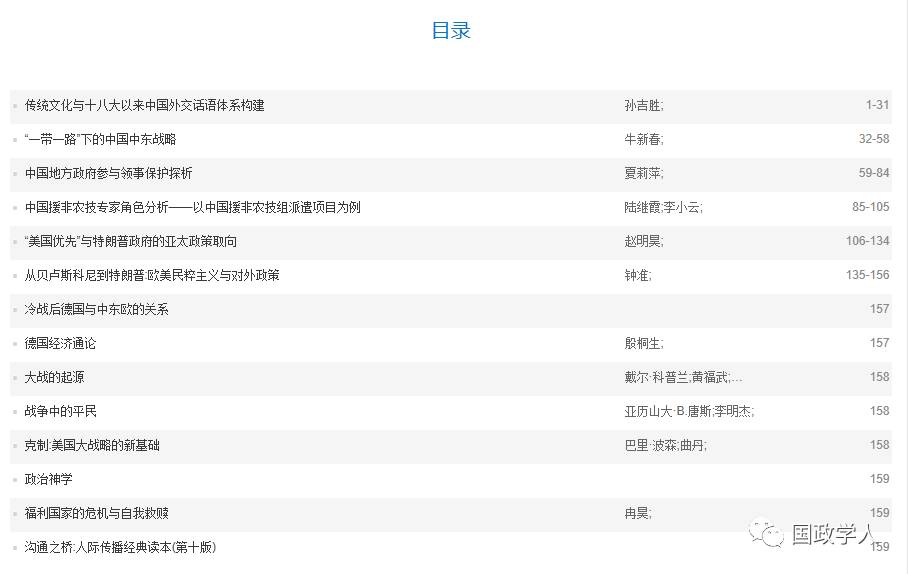 目录
传统文化与十八大以来中国外交话语体系构建 孙吉胜; 1-31
“一带一路”下的中国中东战略 牛新春; 32-58
中国地方政府参与领事保护探析 夏莉萍; 59-84
中国援非农技专家角色分析——以中国援非农技组派遣项目为例 陆继霞;李小云; 85-105
“美国优先”与特朗普政府的亚太政策取向 赵明昊; 106-134
从贝卢斯科尼到特朗普:欧美民粹主义与对外政策 钟准; 135-156
冷战后德国与中东欧的关系 157
德国经济通论 殷桐生; 157
大战的起源 戴尔·科普兰;黄福武;… 158
战争中的平民 亚历山大·B.唐斯;李明杰; 158
克制:美国大战略的新基础 巴里·波森;曲丹; 158
政治神学 159
福利国家的危机与自我救赎 冉昊; 159
沟通之桥:人际传播经典读本(第十版) 159
国政学人